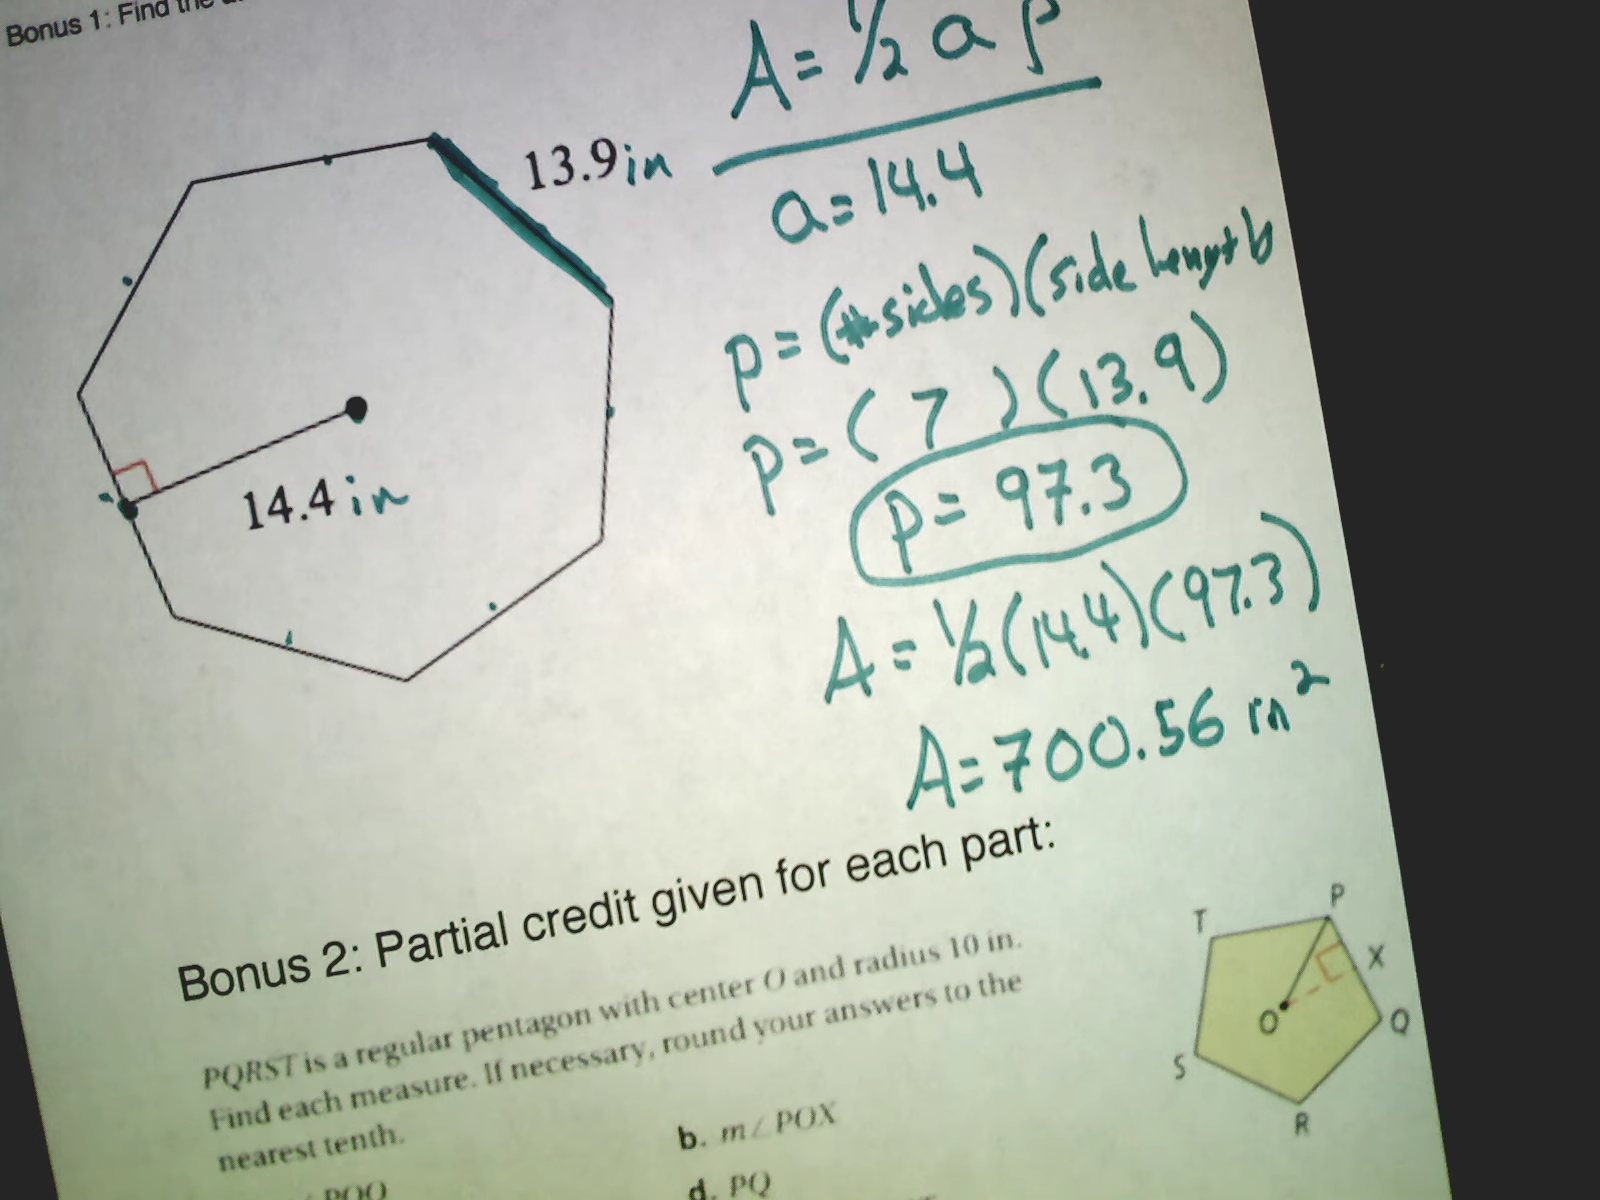 Bonus 1: Find the
A = 1/2 a p
13.9 in
a = 14.4
p = (# sides)(side lengt b
p = ( 7 )(13.9)
14.4 in
p = 97.3
A = 1/2(14.4)(97.3)
A = 700.56 in²
Bonus 2: Partial credit given for each part:
PQRST is a regular pentagon with center O and radius 10 in.
Find each measure. If necessary, round your answers to the
nearest tenth.
b. m∠POX
d. PQ
T
P
X
O
Q
S
R